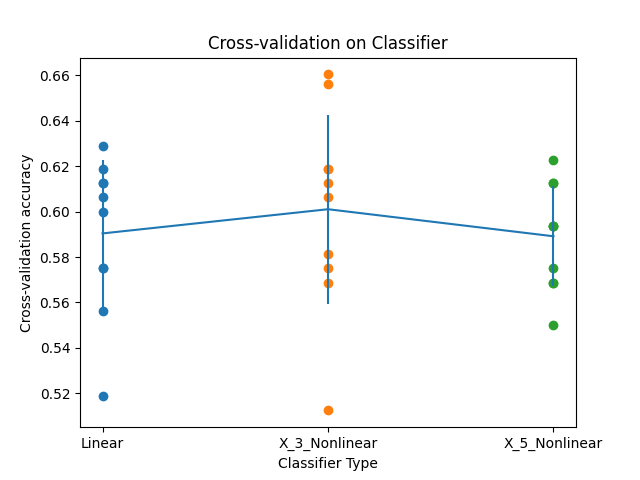 Cross-validation on Classifier
Cross-validation accuracy
0.66
0.64
0.62
0.60
0.58
0.56
0.54
0.52
Linear
X_3_Nonlinear
X_5_Nonlinear
Classifier Type